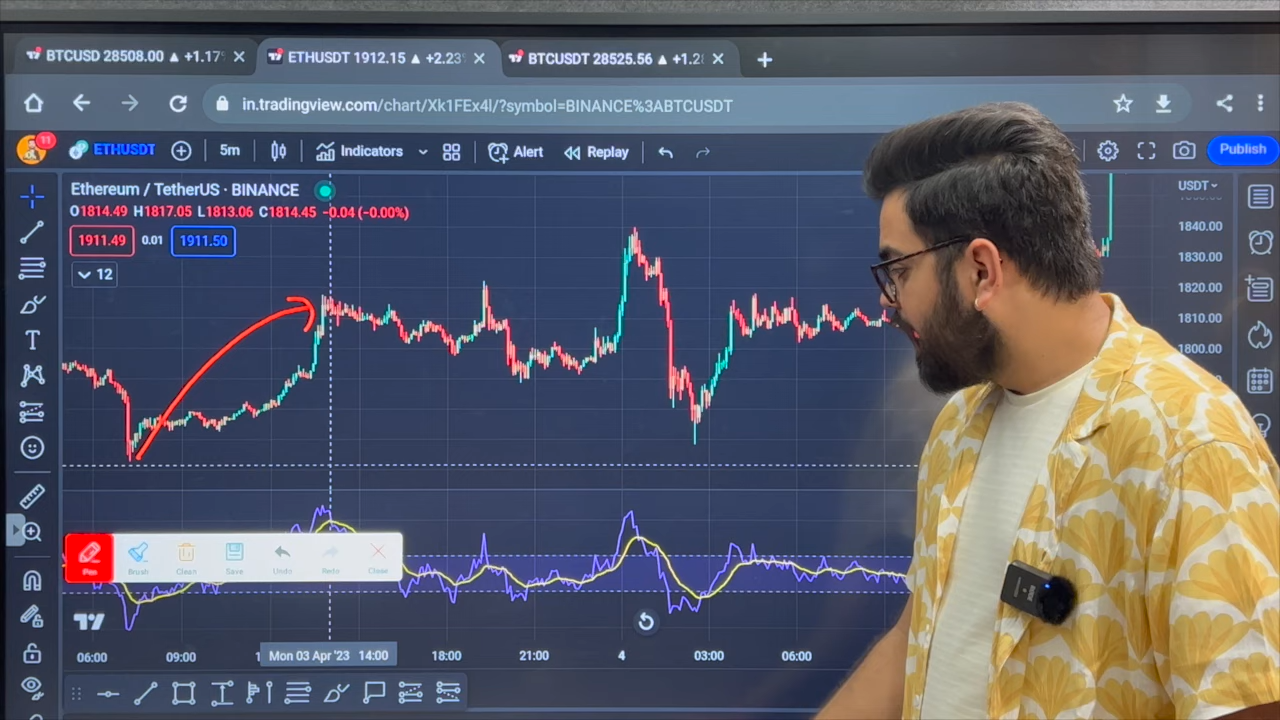 BTCUSD 28508.00 ▲ +1.17%
ETHUSDT 1912.15 ▲ +2.23%
BTCUSDT 28525.56 ▲ +1.2
in.tradingview.com/chart/Xk1FEx4l/?symbol=BINANCE%3ABTCUSDT
11
ETHUSDT
5m
Indicators
Alert
Replay
Publish
Ethereum / TetherUS · BINANCE
O1814.49 H1817.05 L1813.06 C1814.45 −0.04 (−0.00%)
1911.49
0.01
1911.50
12
USDT
1840.00
1830.00
1820.00
1810.00
1800.00
Pen
Brush
Clean
Save
Undo
Redo
Close
06:00
09:00
Mon 03 Apr '23 14:00
18:00
21:00
4
03:00
06:00